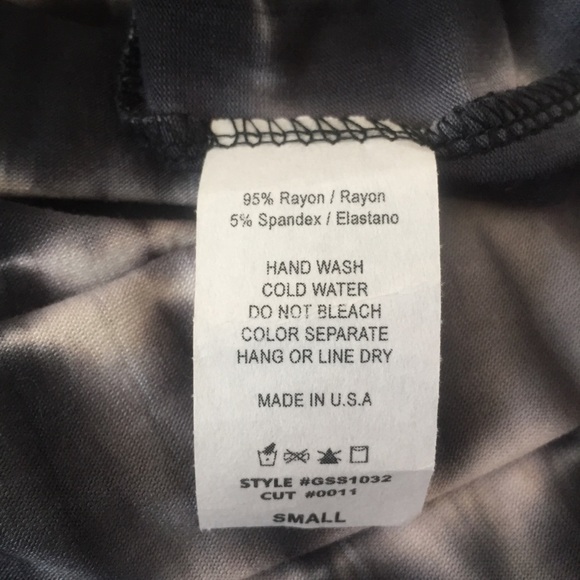 95% Rayon / Rayon
5% Spandex / Elastano
HAND WASH
COLD WATER
DO NOT BLEACH
COLOR SEPARATE
HANG OR LINE DRY
MADE IN U.S.A
STYLE #GSS1032
CUT #0011
SMALL